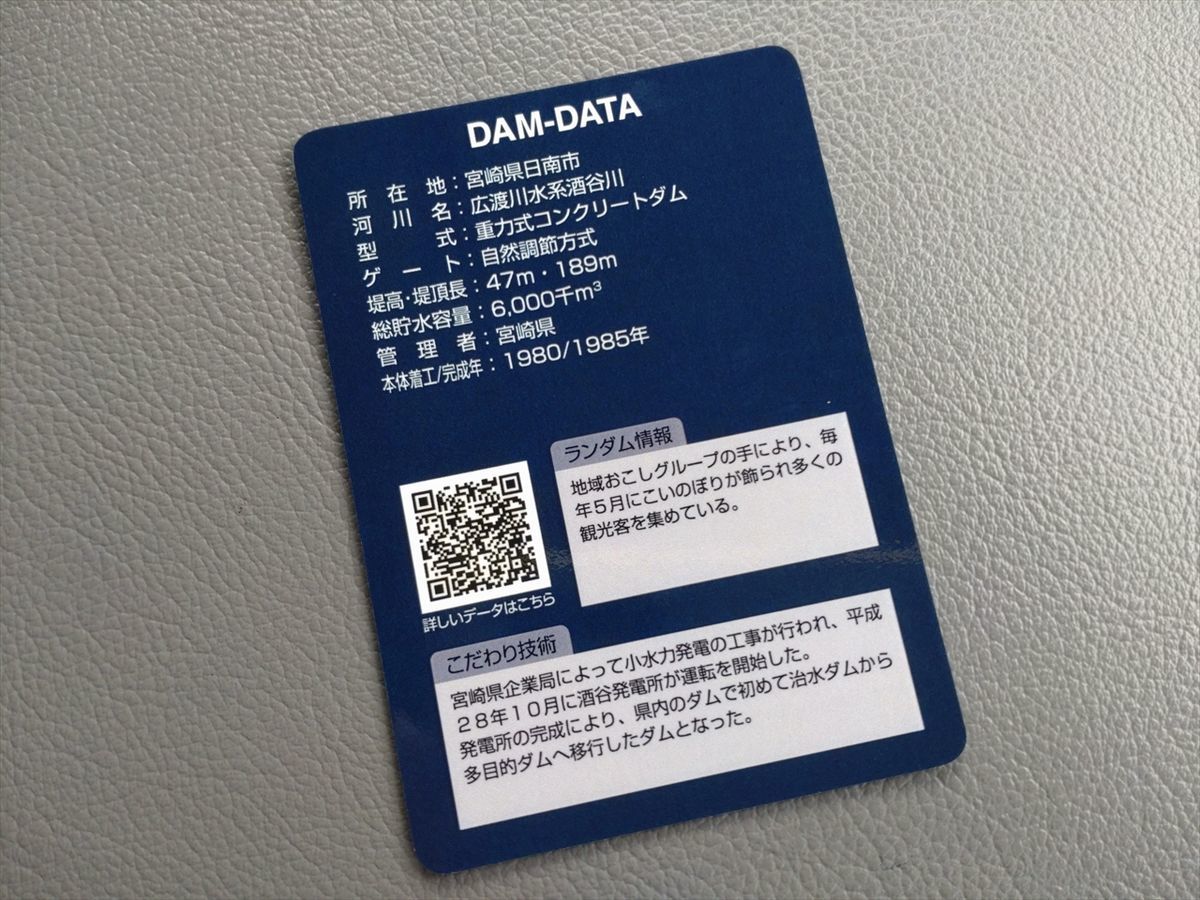 DAM-DATA
所在地：宮崎県日南市
河川名：広渡川水系酒谷川
型式：重力式コンクリートダム
ゲート：自然調節方式
堤高・堤頂長：47m・189m
総貯水容量：6,000千m³
管理者：宮崎県
本体着工/完成年：1980/1985年
ランダム情報
地域おこしグループの手により、毎
年５月にこいのぼりが飾られ多くの
観光客を集めている。
詳しいデータはこちら
こだわり技術
宮崎県企業局によって小水力発電の工事が行われ、平成
２８年１０月に酒谷発電所が運転を開始した。
発電所の完成により、県内のダムで初めて治水ダムから
多目的ダムへ移行したダムとなった。